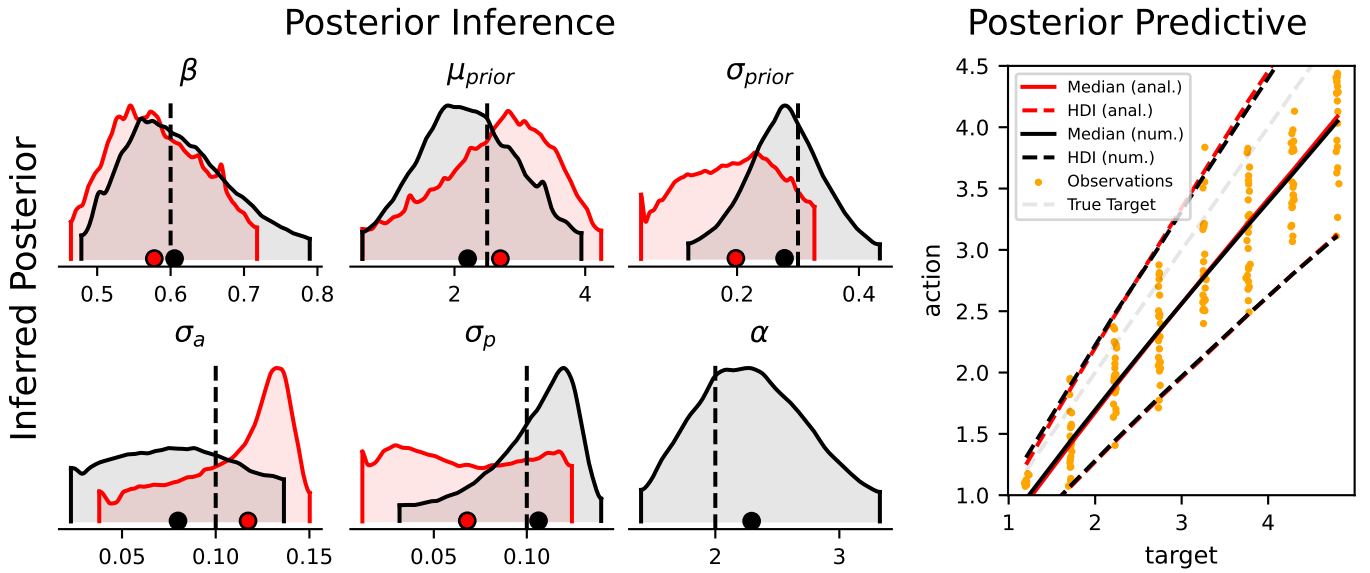 Posterior Inference
Posterior Predictive
Inferred Posterior
β
μprior
σprior
0.5 0.6 0.7 0.8
2 4
0.2 0.4
σa
σp
α
0.05 0.10 0.15
0.05 0.10
2 3
4.5
4.0
3.5
3.0
2.5
2.0
1.5
1.0
action
Median (anal.)
HDI (anal.)
Median (num.)
HDI (num.)
Observations
True Target
1 2 3 4
target